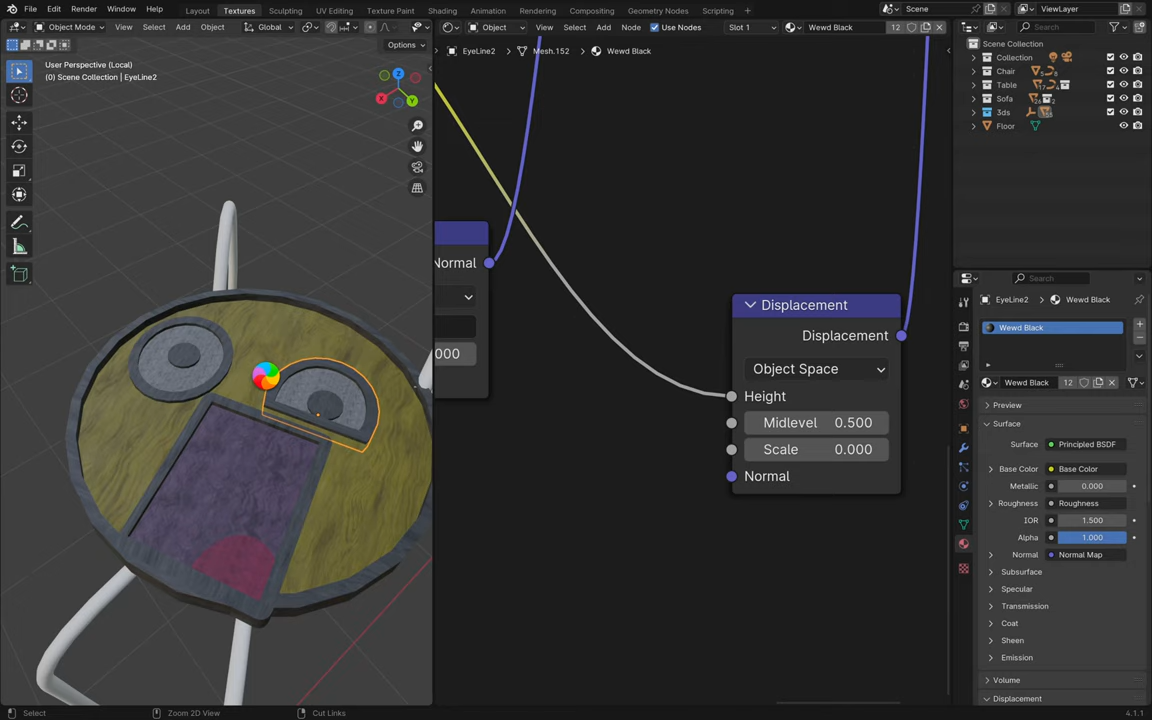 File Edit Render Window Help Layout Textures Sculpting UV Editing Texture Paint Shading Animation Rendering Compositing Geometry Nodes Scripting Scene ViewLayer
Object Mode View Select Add Object Global Object View Select Add Node Use Nodes Slot 1 Wewd Black 12
Options
User Perspective (Local)
(0) Scene Collection | EyeLine2
Z
X
Y
EyeLine2 > Mesh.152 > Wewd Black
Normal
000
Displacement
Displacement
Object Space
Height
Midlevel 0.500
Scale 0.000
Normal
Search
Scene Collection
Collection
Chair
Table
Sofa
3ds
Floor
Search
EyeLine2 > Wewd Black
Wewd Black
Wewd Black 12
Preview
Surface
Surface Principled BSDF
Base Color Base Color
Metallic 0.000
Roughness Roughness
IOR 1.500
Alpha 1.000
Normal Normal Map
Subsurface
Specular
Transmission
Coat
Sheen
Emission
Volume
Displacement
Select Zoom 2D View Cut Links 4.1.1